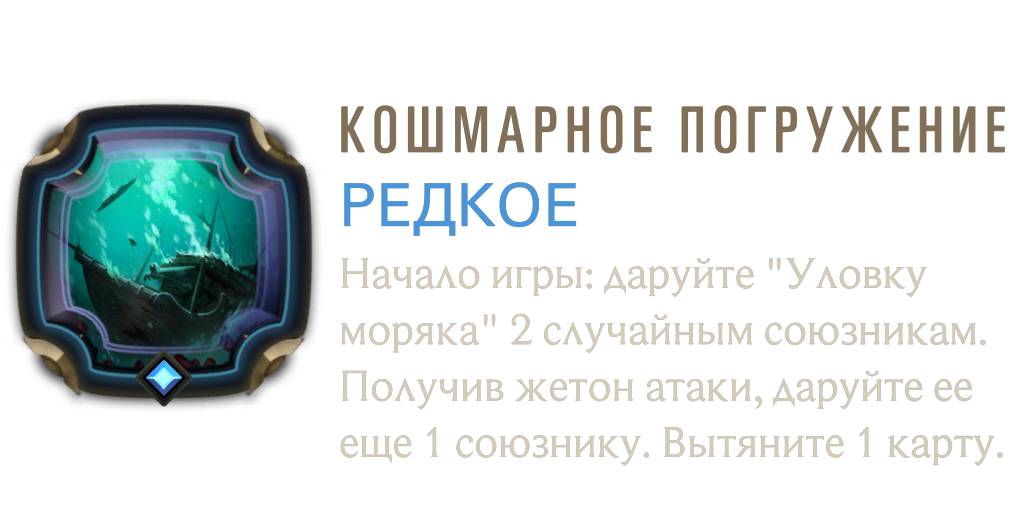 КОШМАРНОЕ ПОГРУЖЕНИЕ
РЕДКОЕ
Начало игры: даруйте "Уловку
моряка" 2 случайным союзникам.
Получив жетон атаки, даруйте ее
еще 1 союзнику. Вытяните 1 карту.